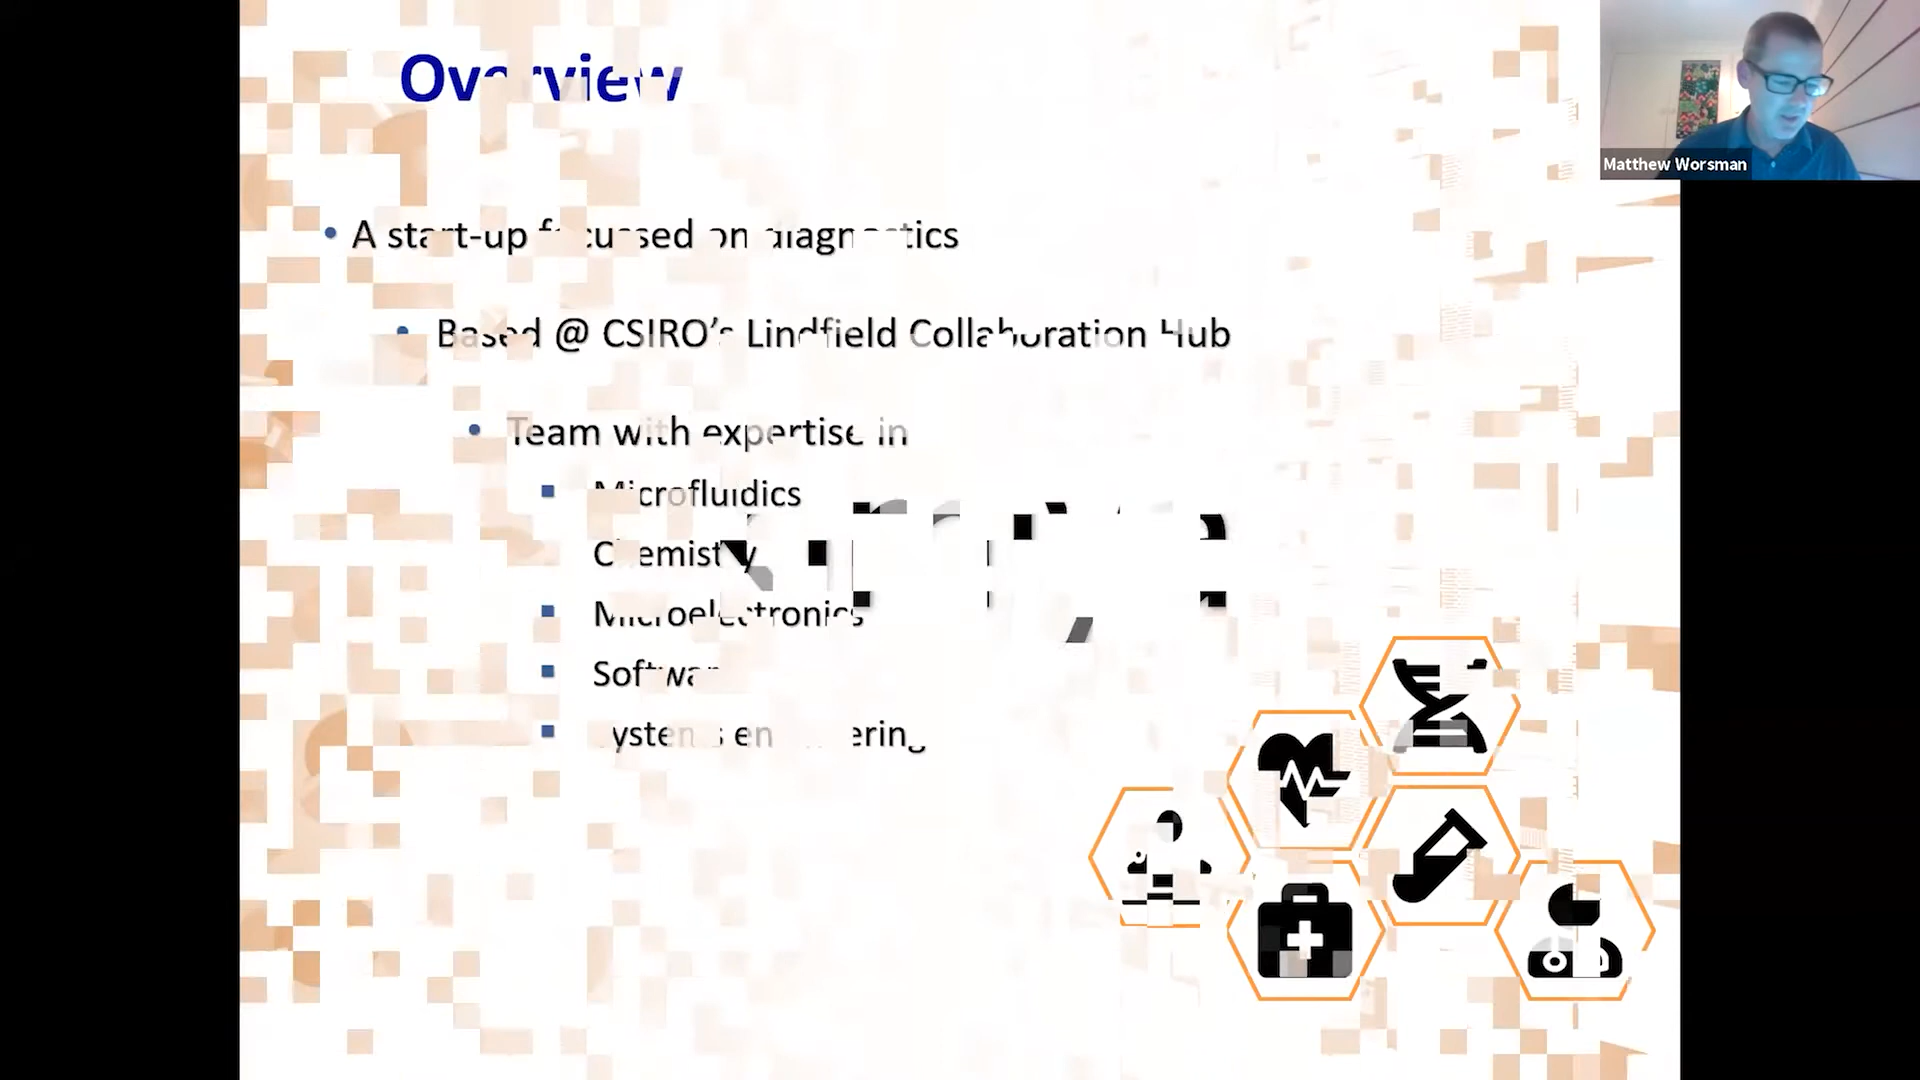 Overview
Matthew Worsman
• A start-up focussed on diagnostics
• Based @ CSIRO's Lindfield Collaboration Hub
• Team with expertise in
▪ Microfluidics
Chemistry
▪ Microelectronics
▪ Software
▪ Systems engineering